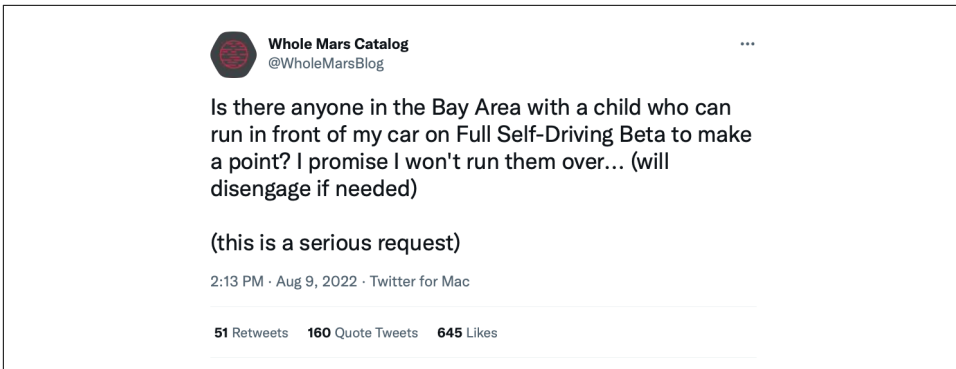 Whole Mars Catalog
@WholeMarsBlog
Is there anyone in the Bay Area with a child who can
run in front of my car on Full Self-Driving Beta to make
a point? I promise I won't run them over... (will
disengage if needed)
(this is a serious request)
2:13 PM · Aug 9, 2022 · Twitter for Mac
51 Retweets 160 Quote Tweets 645 Likes